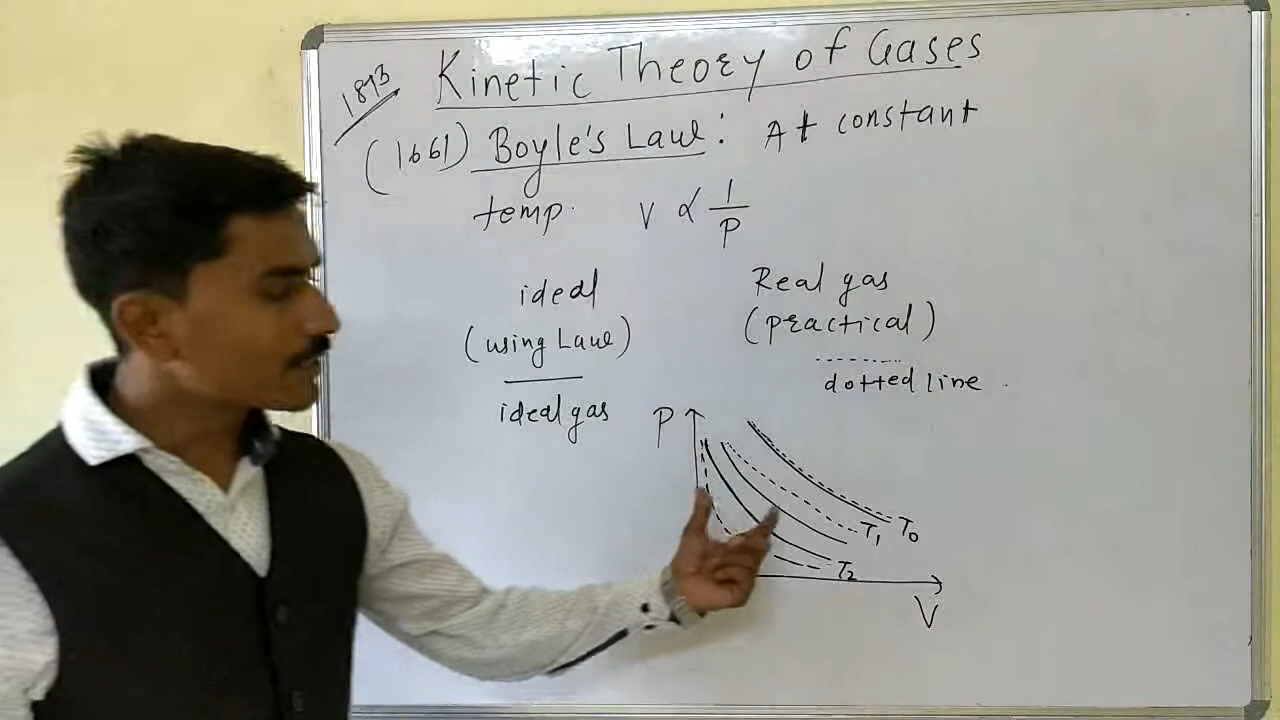 1873
Kinetic Theory of Gases
(1661) Boyle's Law : At constant
temp. V ∝ 1/P
ideal
(using Law)
ideal gas
Real gas
(practical)
dotted line
P
T1 T0
T2
V